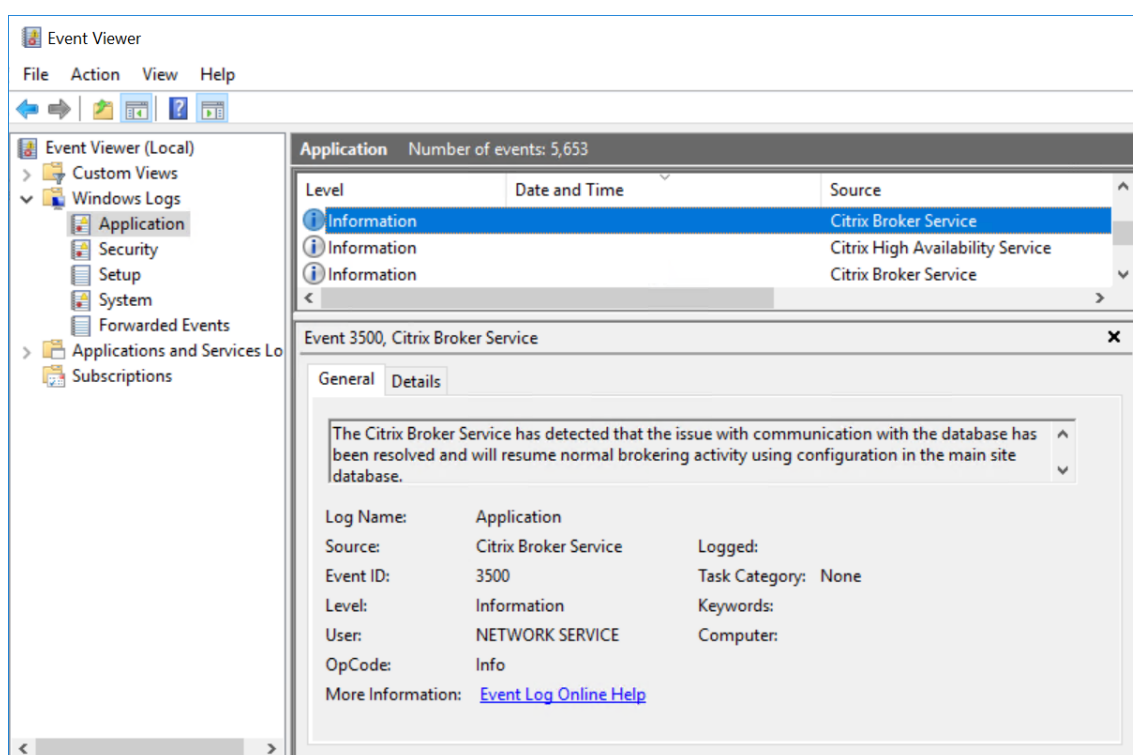 Event Viewer
File Action View Help
Event Viewer (Local)
Custom Views
Windows Logs
Application
Security
Setup
System
Forwarded Events
Applications and Services Lo
Subscriptions
Application Number of events: 5,653
Level Date and Time Source
Information Citrix Broker Service
Information Citrix High Availability Service
Information Citrix Broker Service
Event 3500, Citrix Broker Service
General Details
The Citrix Broker Service has detected that the issue with communication with the database has
been resolved and will resume normal brokering activity using configuration in the main site
database.
Log Name: Application
Source: Citrix Broker Service Logged:
Event ID: 3500 Task Category: None
Level: Information Keywords:
User: NETWORK SERVICE Computer:
OpCode: Info
More Information: Event Log Online Help